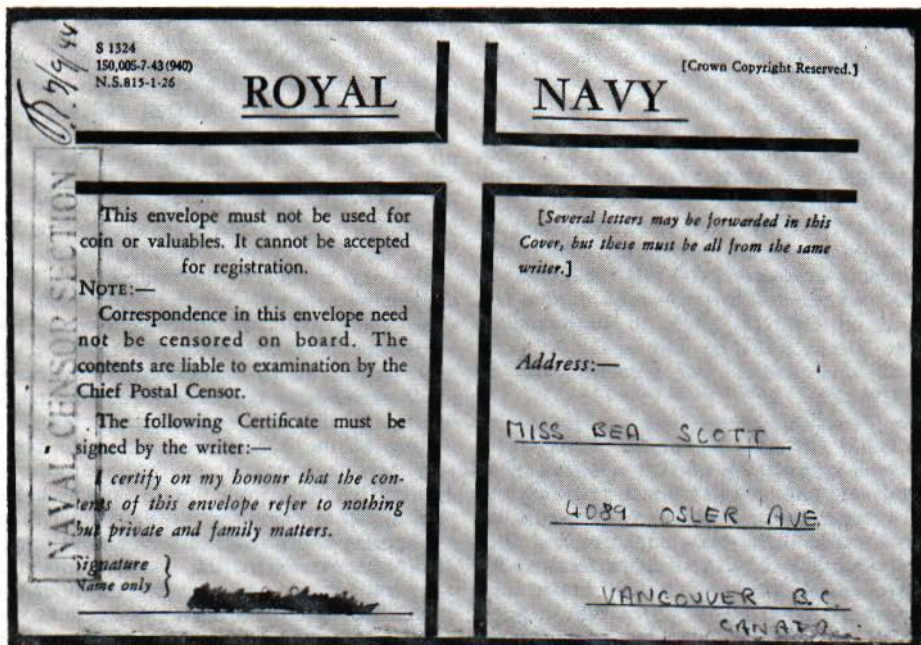 S 1324
150,005-7-43 (940)
N.S.815-1-26
7/9/44
ROYAL NAVY
[Crown Copyright Reserved.]
NAVAL CENSOR SECTION
This envelope must not be used for
coin or valuables. It cannot be accepted
for registration.
NOTE:—
Correspondence in this envelope need
not be censored on board. The
contents are liable to examination by the
Chief Postal Censor.
The following Certificate must be
signed by the writer:—
I certify on my honour that the con-
tents of this envelope refer to nothing
but private and family matters.
Signature
Name only
[Several letters may be forwarded in this
Cover, but these must be all from the same
writer.]
Address:—
MISS BEA SCOTT
4089 OSLER AVE
VANCOUVER B.C.
CANADA